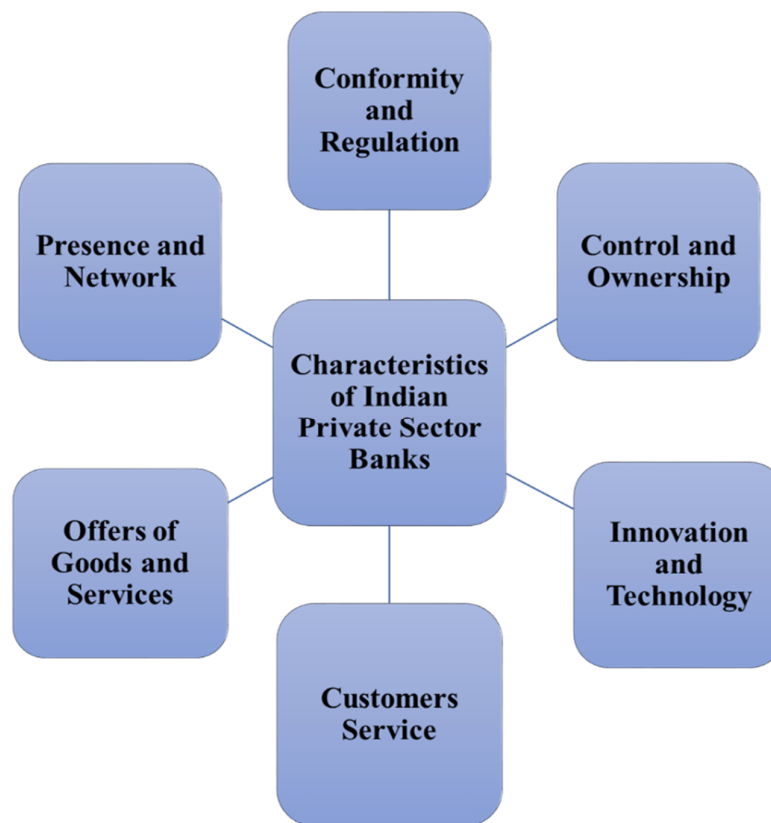 Conformity
and
Regulation
Presence and
Network
Control and
Ownership
Characteristics
of Indian
Private Sector
Banks
Offers of
Goods and
Services
Innovation
and
Technology
Customers
Service